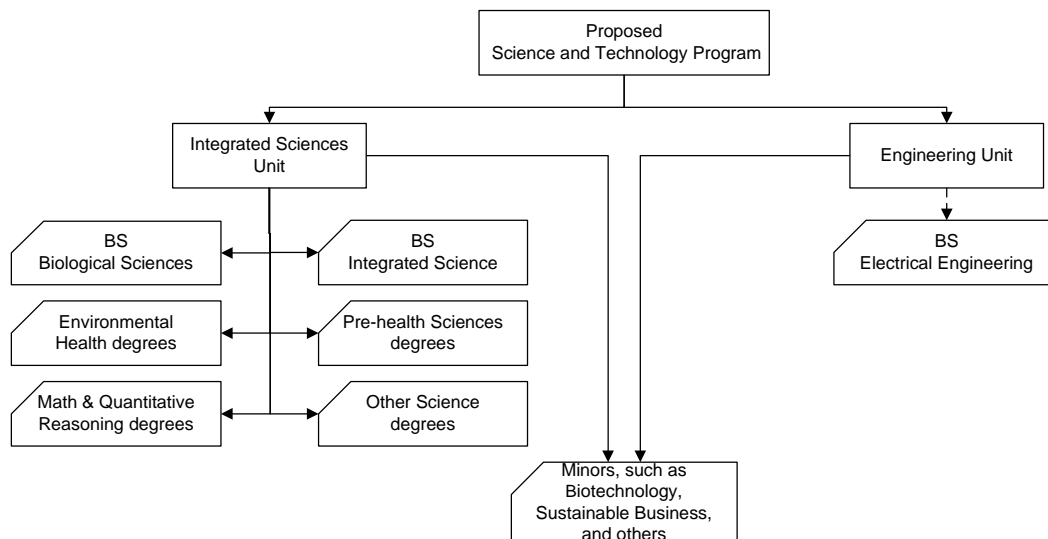 Proposed
Science and Technology Program
Integrated Sciences
Unit
Engineering Unit
BS
Biological Sciences
BS
Integrated Science
BS
Electrical Engineering
Environmental
Health degrees
Pre-health Sciences
degrees
Math & Quantitative
Reasoning degrees
Other Science
degrees
Minors, such as
Biotechnology,
Sustainable Business,
and others